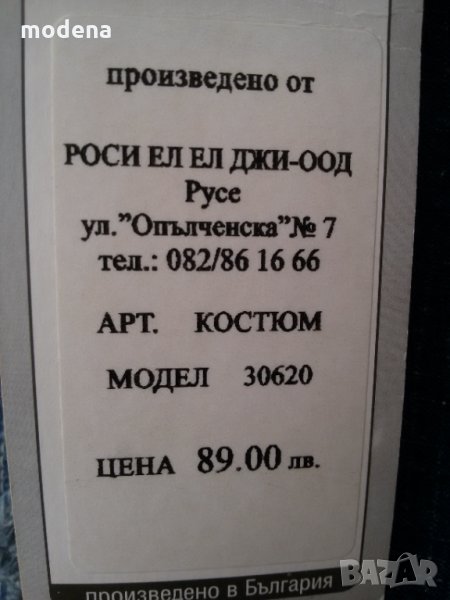 modena
произведено от
РОСИ ЕЛ ЕЛ ДЖИ-ООД
Русе
ул."Опълченска"№ 7
тел.: 082/86 16 66
АРТ. КОСТЮМ
МОДЕЛ 30620
ЦЕНА 89.00 лв.
произведено в България
BAZAR